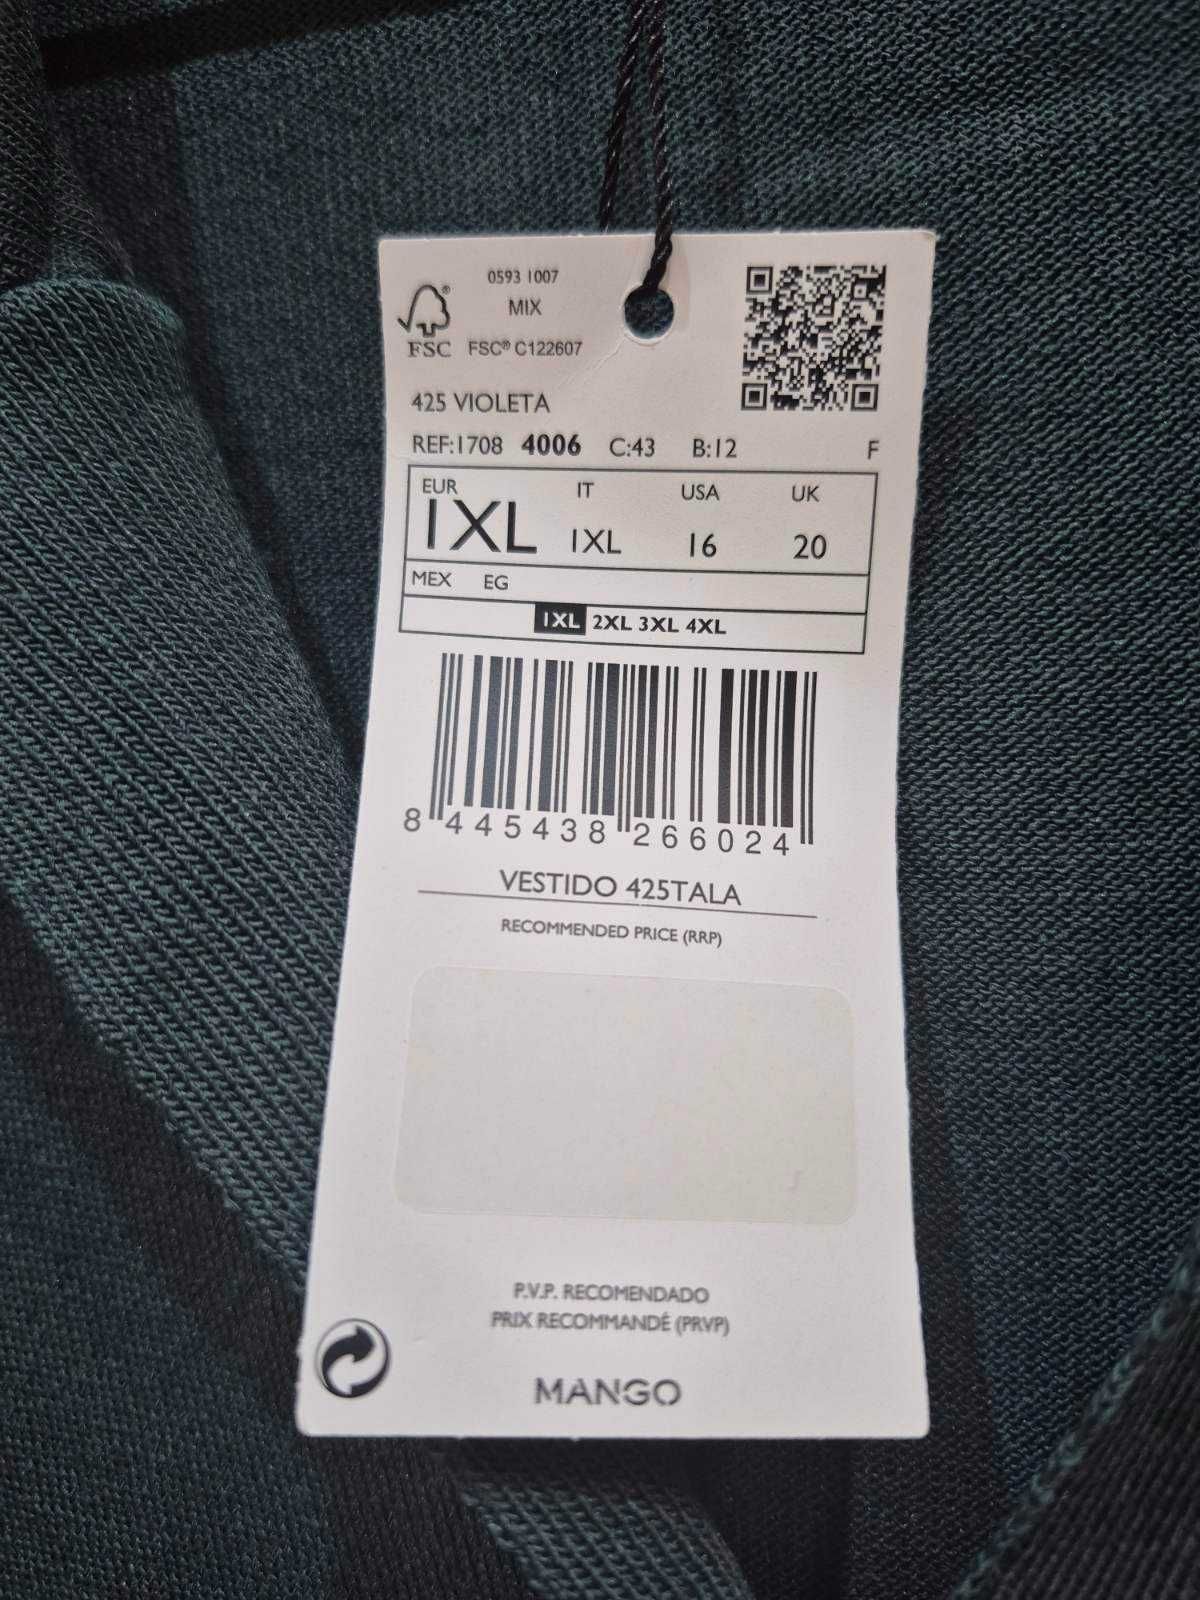 0593 1007
MIX
FSC FSC® C122607
425 VIOLETA
REF:1708 4006 C:43 B:12 F
EUR IT USA UK
1XL 1XL 16 20
MEX EG
1XL 2XL 3XL 4XL
8 445438 266024
VESTIDO 425TALA
RECOMMENDED PRICE (RRP)
P.V.P. RECOMENDADO
PRIX RECOMMANDÉ (PRVP)
MANGO